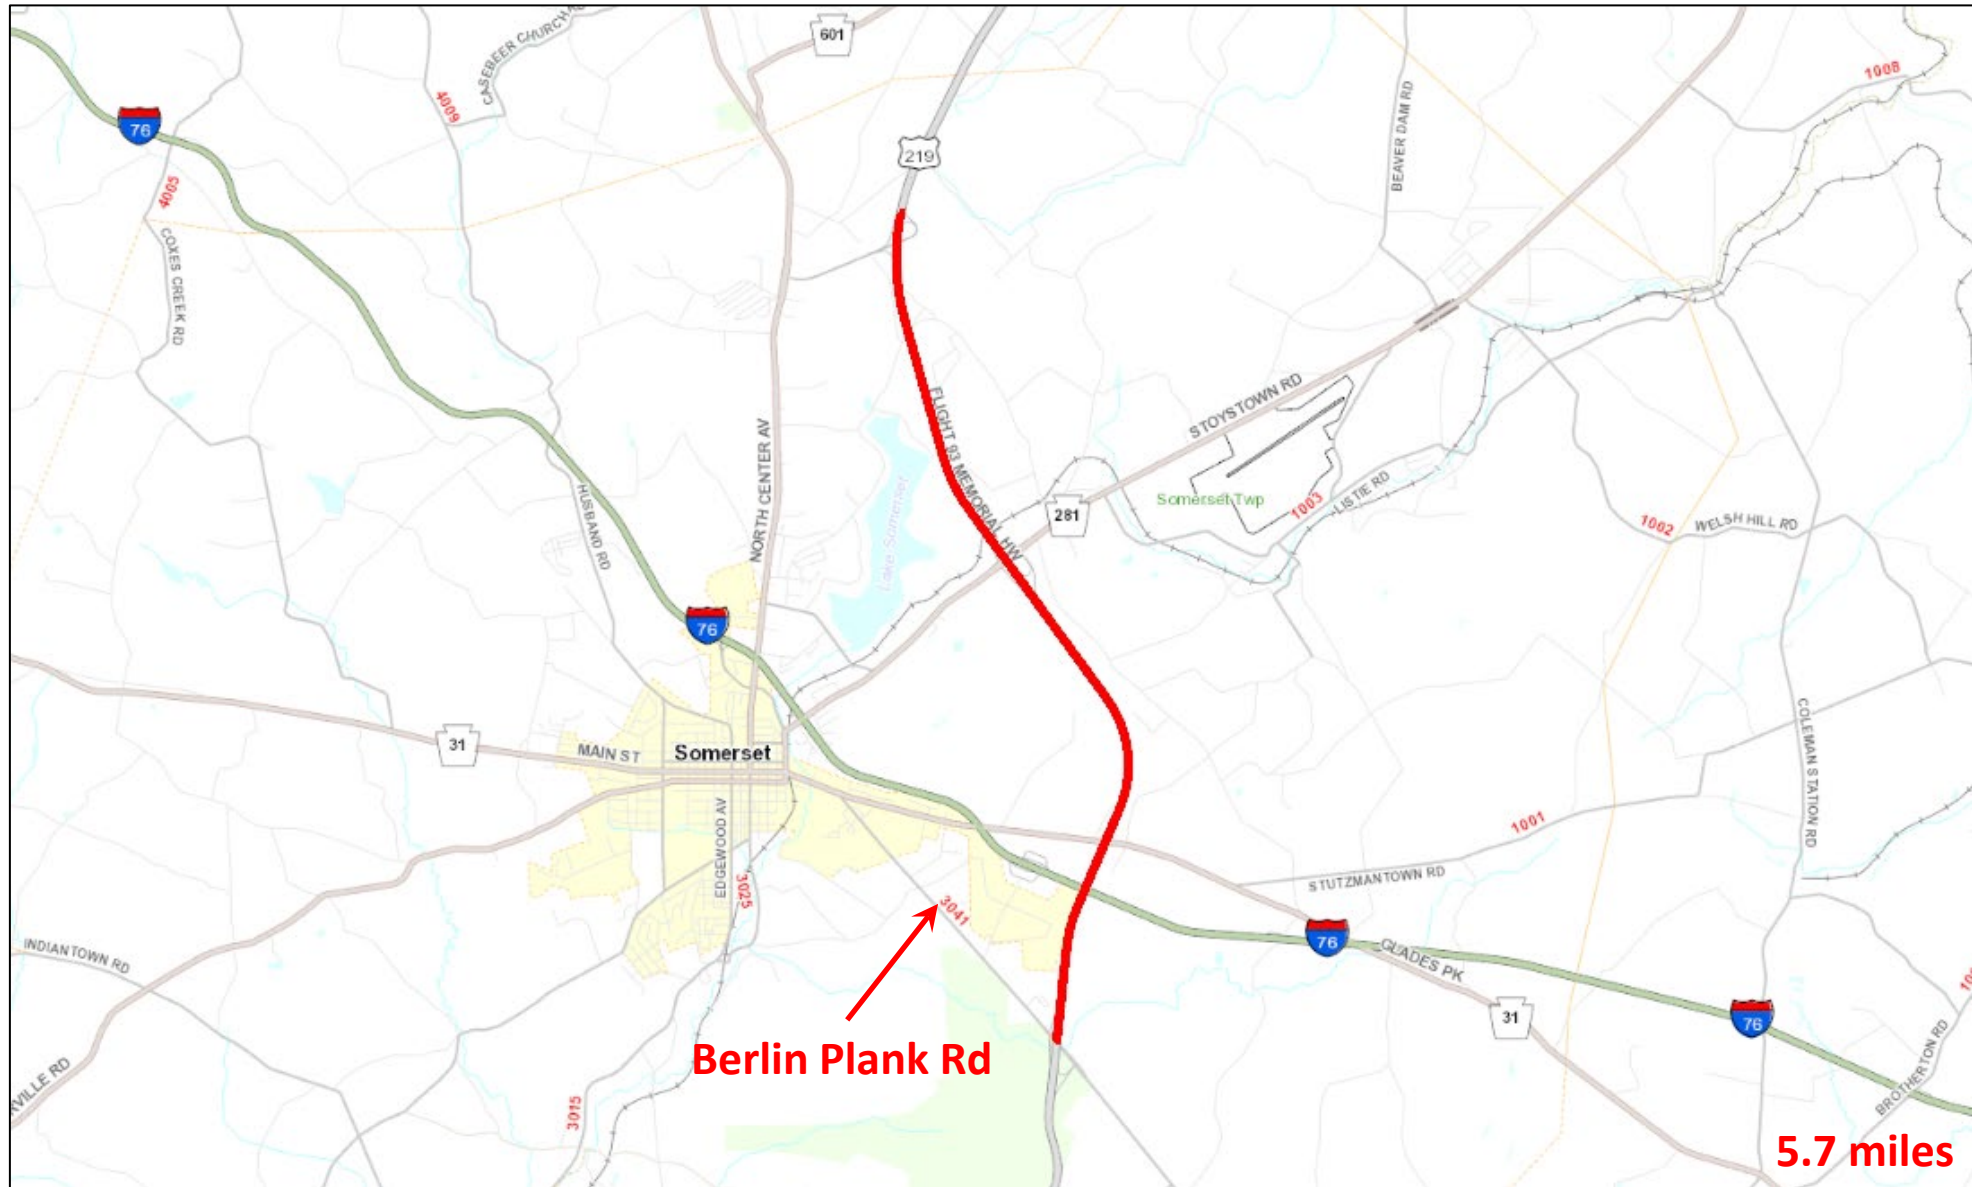 601
CASEBEER CHURCH
4009
1008
76
BEAVER DAM RD
219
4005
COXES CREEK RD
FLIGHT 93 MEMORIAL HW
STOYSTOWN RD
NORTH CENTER AV
HUSBAND RD
Lake Somerset
281
Somerset Twp
1003
LISTIE RD
1002
WELSH HILL RD
76
31
MAIN ST
Somerset
COLEMAN STATION RD
EDGEWOOD AV
3025
1001
STUTZMANTOWN RD
3041
76
GLADES PK
INDIANTOWN RD
31
76
Berlin Plank Rd
RVILLE RD
3015
BROTHERTON RD
5.7 miles